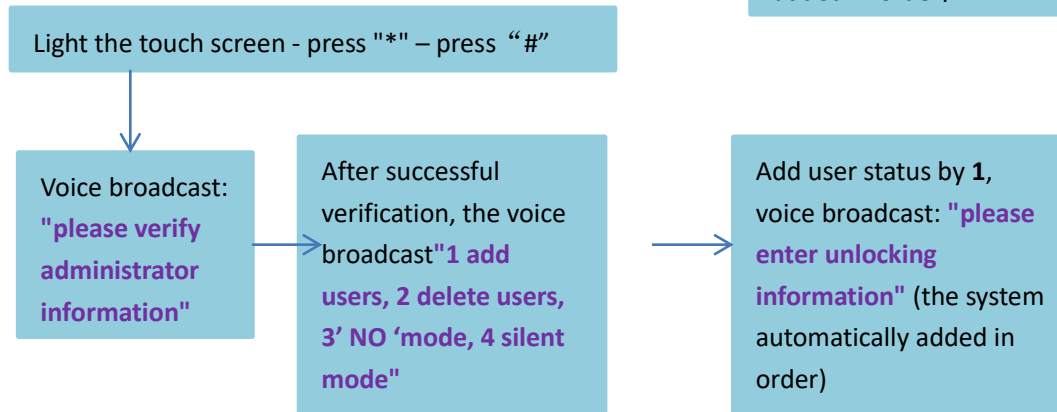 Light the touch screen - press "*" – press “#”
Voice broadcast:
"please verify
administrator
information"
After successful
verification, the voice
broadcast"1 add
users, 2 delete users,
3’ NO ‘mode, 4 silent
mode"
Add user status by 1,
voice broadcast: "please
enter unlocking
information" (the system
automatically added in
order)